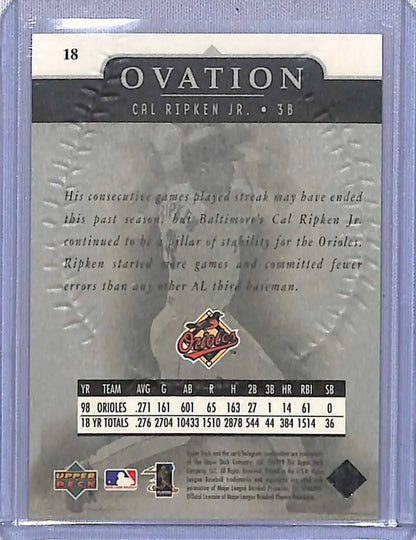 18
OVATION
CAL RIPKEN JR. • 3B
His consecutive games played streak may have ended
this past season, but Baltimore's Cal Ripken Jr.
continued to be a pillar of stability for the Orioles.
Ripken started more games and committed fewer
errors than any other AL third baseman.
Orioles
YR TEAM AVG G AB R H 2B 3B HR RBI SB
98 ORIOLES .271 161 601 65 163 27 1 14 61 0
18 YR TOTALS .276 2704 10433 1510 2878 544 44 384 1514 36
UPPER
DECK